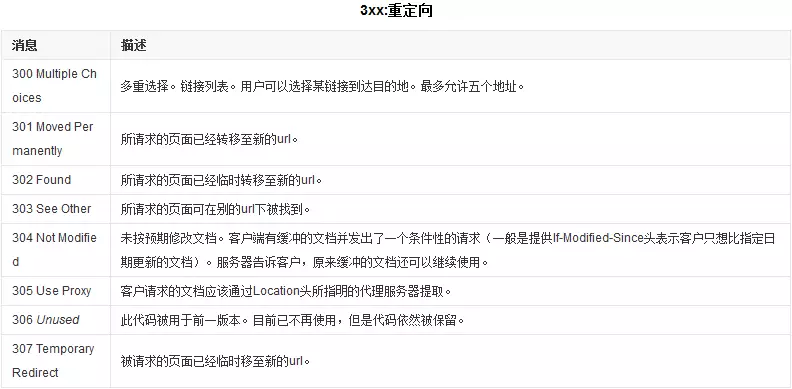 3xx:重定向
消息 描述
300 Multiple Ch
oices
多重选择。链接列表。用户可以选择某链接到达目的地。最多允许五个地址。
301 Moved Per
manently
所请求的页面已经转移至新的url。
302 Found 所请求的页面已经临时转移至新的url。
303 See Other 所请求的页面可在别的url下被找到。
304 Not Modifie
d
未按预期修改文档。客户端有缓冲的文档并发出了一个条件性的请求（一般是提供If-Modified-Since头表示客户只想比指定日
期更新的文档）。服务器告诉客户，原来缓冲的文档还可以继续使用。
305 Use Proxy 客户请求的文档应该通过Location头所指明的代理服务器提取。
306 Unused 此代码被用于前一版本。目前已不再使用，但是代码依然被保留。
307 Temporary
Redirect
被请求的页面已经临时移至新的url。